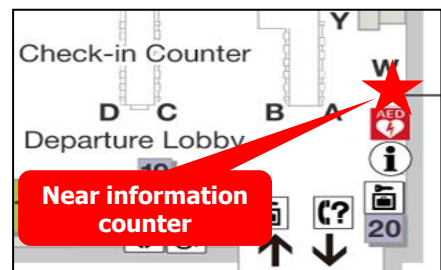 Y
Check-in Counter
W
D C B A
AED
Departure Lobby
i
Near information
counter
?
20